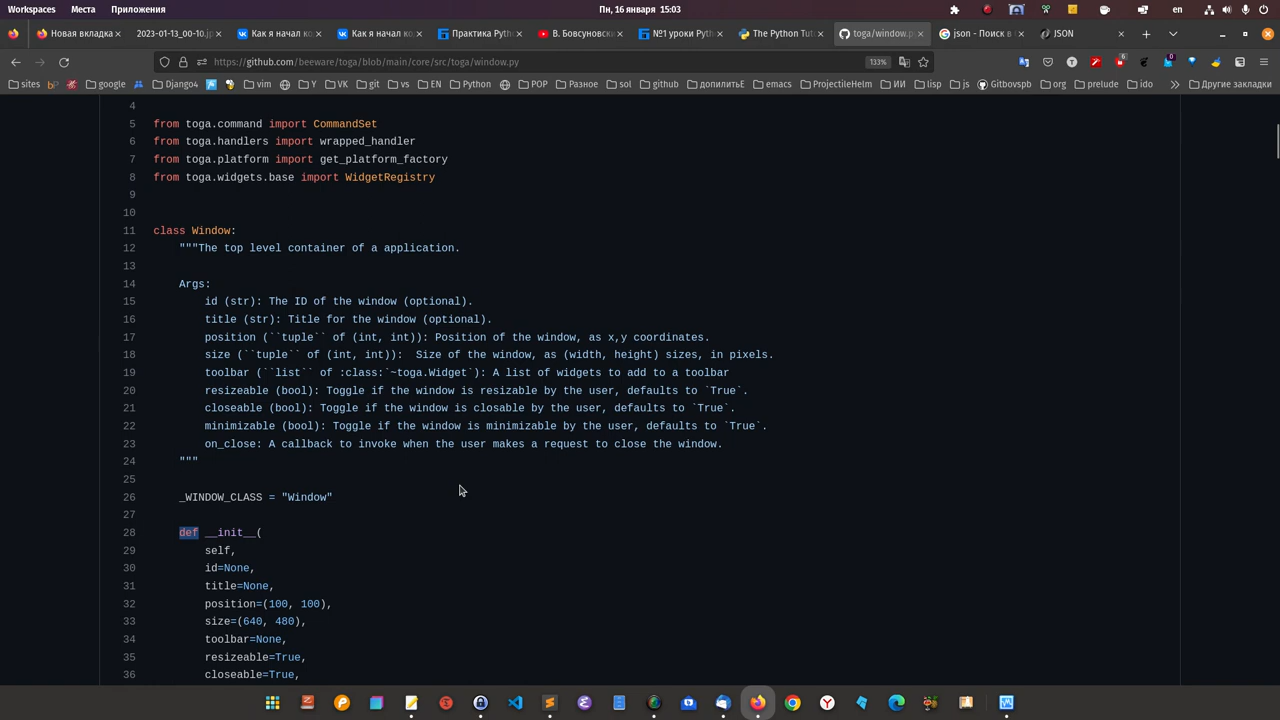 Workspaces Места Приложения Пн, 16 января 15:03 en
Новая вкладка 2023-01-13_00-10.j Как я начал ко Как я начал ко Практика Pyth №1 уроки Pyth В. Бовсуновски The Python Tut toga/window.p json - Поиск в JSON
https://github.com/beeware/toga/blob/main/core/src/toga/window.py 133%
sites google Django4 vim Y VK git vs EN Python POP Разное sol github допилитьЕ emacs ProjectileHelm ИИ lisp js Gitbovspb org prelude ido Другие закладки
4
5 from toga.command import CommandSet
6 from toga.handlers import wrapped_handler
7 from toga.platform import get_platform_factory
8 from toga.widgets.base import WidgetRegistry
9
10
11 class Window:
12 """The top level container of a application.
13
14 Args:
15 id (str): The ID of the window (optional).
16 title (str): Title for the window (optional).
17 position (``tuple`` of (int, int)): Position of the window, as x,y coordinates.
18 size (``tuple`` of (int, int)):  Size of the window, as (width, height) sizes, in pixels.
19 toolbar (``list`` of :class:`~toga.Widget`): A list of widgets to add to a toolbar
20 resizeable (bool): Toggle if the window is resizable by the user, defaults to `True`.
21 closeable (bool): Toggle if the window is closable by the user, defaults to `True`.
22 minimizable (bool): Toggle if the window is minimizable by the user, defaults to `True`.
23 on_close: A callback to invoke when the user makes a request to close the window.
24 """
25
26 _WINDOW_CLASS = "Window"
27
28 def __init__(
29 self,
30 id=None,
31 title=None,
32 position=(100, 100),
33 size=(640, 480),
34 toolbar=None,
35 resizeable=True,
36 closeable=True,